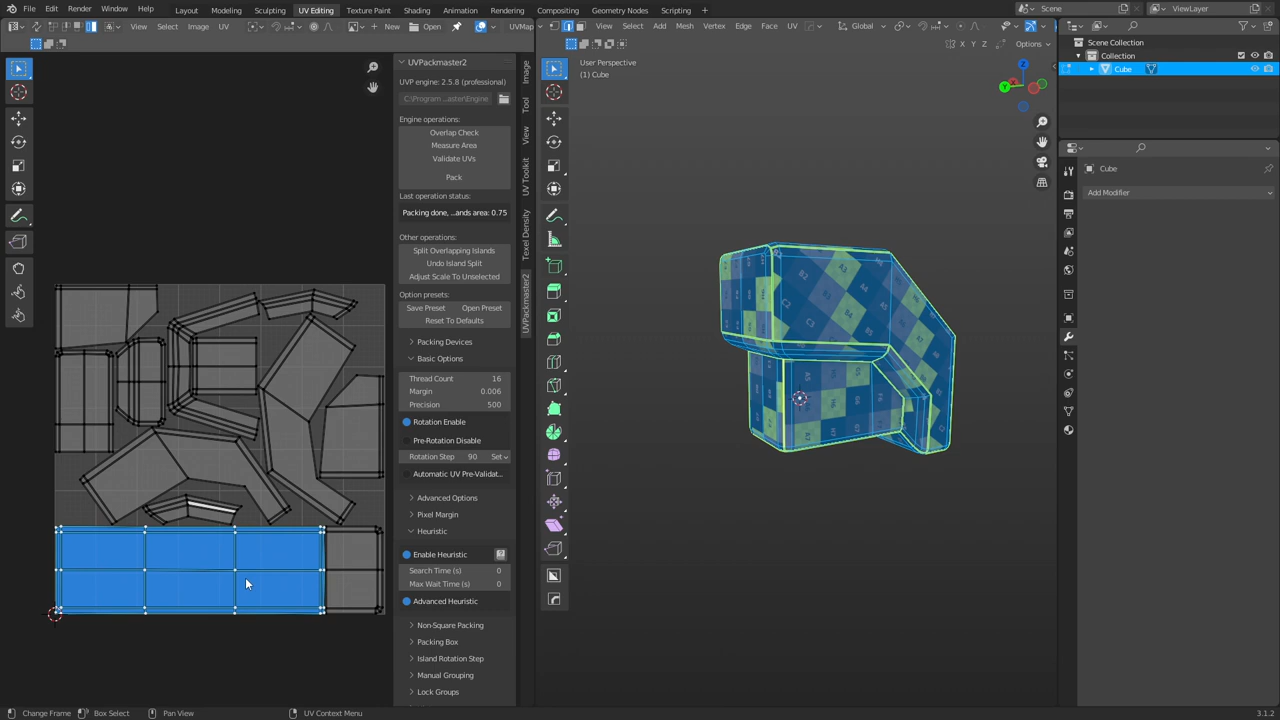 File Edit Render Window Help Layout Modeling Sculpting UV Editing Texture Paint Shading Animation Rendering Compositing Geometry Nodes Scripting + Scene ViewLayer
View Select Image UV New Open UVMap View Select Add Mesh Vertex Edge Face UV Global
X Y Z Options
UVPackmaster2
UVP engine: 2.5.8 (professional)
C:\Program ..aster\Engine
Engine operations:
Overlap Check
Measure Area
Validate UVs
Pack
Last operation status:
Packing done, ...ands area: 0.75
Other operations:
Split Overlapping Islands
Undo Island Split
Adjust Scale To Unselected
Option presets:
Save Preset Open Preset
Reset To Defaults
Packing Devices
Basic Options
Thread Count 16
Margin 0.006
Precision 500
Rotation Enable
Pre-Rotation Disable
Rotation Step 90 Set
Automatic UV Pre-Validat...
Advanced Options
Pixel Margin
Heuristic
Enable Heuristic ?
Search Time (s) 0
Max Wait Time (s) 0
Advanced Heuristic
Non-Square Packing
Packing Box
Island Rotation Step
Manual Grouping
Lock Groups
Image
Tool
View
UV Toolkit
Texel Density
UVPackmaster2
User Perspective
(1) Cube
Z
Y
Scene Collection
Collection
Cube
Cube
Add Modifier
Change Frame Box Select Pan View UV Context Menu 3.1.2